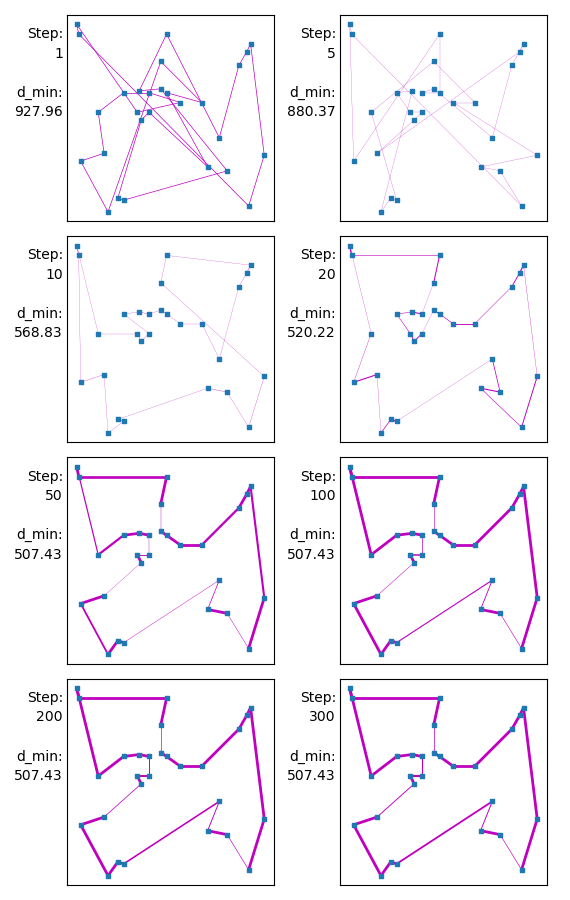 Step:
1
d_min:
927.96
Step:
5
d_min:
880.37
Step:
10
d_min:
568.83
Step:
20
d_min:
520.22
Step:
50
d_min:
507.43
Step:
100
d_min:
507.43
Step:
200
d_min:
507.43
Step:
300
d_min:
507.43